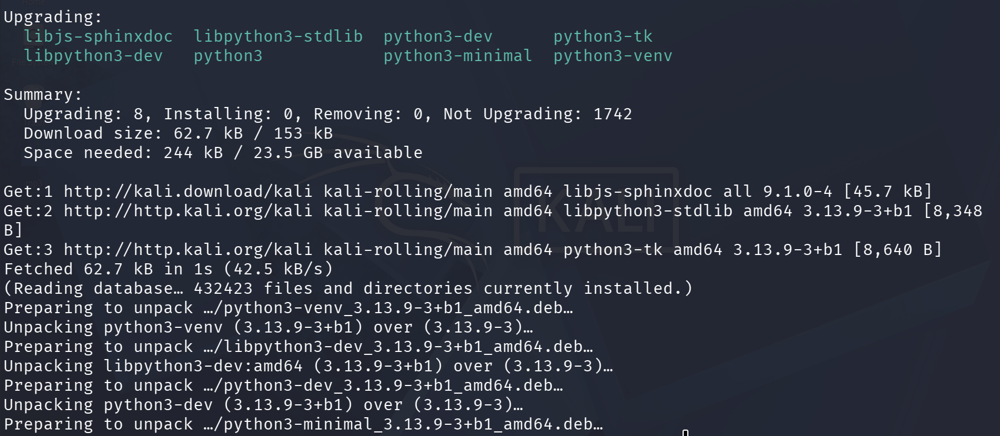 Upgrading:
libjs-sphinxdoc libpython3-stdlib python3-dev python3-tk
libpython3-dev python3 python3-minimal python3-venv
Summary:
Upgrading: 8, Installing: 0, Removing: 0, Not Upgrading: 1742
Download size: 62.7 kB / 153 kB
Space needed: 244 kB / 23.5 GB available
Get:1 http://kali.download/kali kali-rolling/main amd64 libjs-sphinxdoc all 9.1.0-4 [45.7 kB]
Get:2 http://http.kali.org/kali kali-rolling/main amd64 libpython3-stdlib amd64 3.13.9-3+b1 [8,348
B]
Get:3 http://http.kali.org/kali kali-rolling/main amd64 python3-tk amd64 3.13.9-3+b1 [8,640 B]
Fetched 62.7 kB in 1s (42.5 kB/s)
(Reading database… 432423 files and directories currently installed.)
Preparing to unpack …/python3-venv_3.13.9-3+b1_amd64.deb…
Unpacking python3-venv (3.13.9-3+b1) over (3.13.9-3)…
Preparing to unpack …/libpython3-dev_3.13.9-3+b1_amd64.deb…
Unpacking libpython3-dev:amd64 (3.13.9-3+b1) over (3.13.9-3)…
Preparing to unpack …/python3-dev_3.13.9-3+b1_amd64.deb…
Unpacking python3-dev (3.13.9-3+b1) over (3.13.9-3)…
Preparing to unpack …/python3-minimal_3.13.9-3+b1_amd64.deb…
Home
KALI